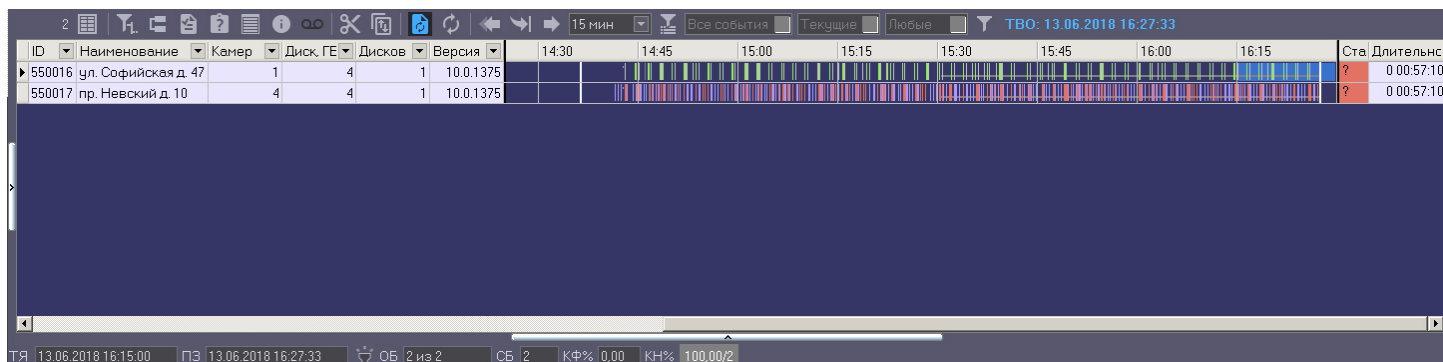 2 15 мин Все события Текущие Любые ТВО: 13.06.2018 16:27:33
ID Наименование Камер Диск, ГЕ Дисков Версия 14:30 14:45 15:00 15:15 15:30 15:45 16:00 16:15 Ста Длительнс
550016 ул. Софийская д. 47 1 4 1 10.0.1375 ? 0 00:57:10
550017 пр. Невский д. 10 4 4 1 10.0.1375 ? 0 00:57:10
ТЯ 13.06.2018 16:15:00 ПЗ 13.06.2018 16:27:33 ОБ 2 из 2 СБ 2 КФ% 0,00 КН% 100,00/2